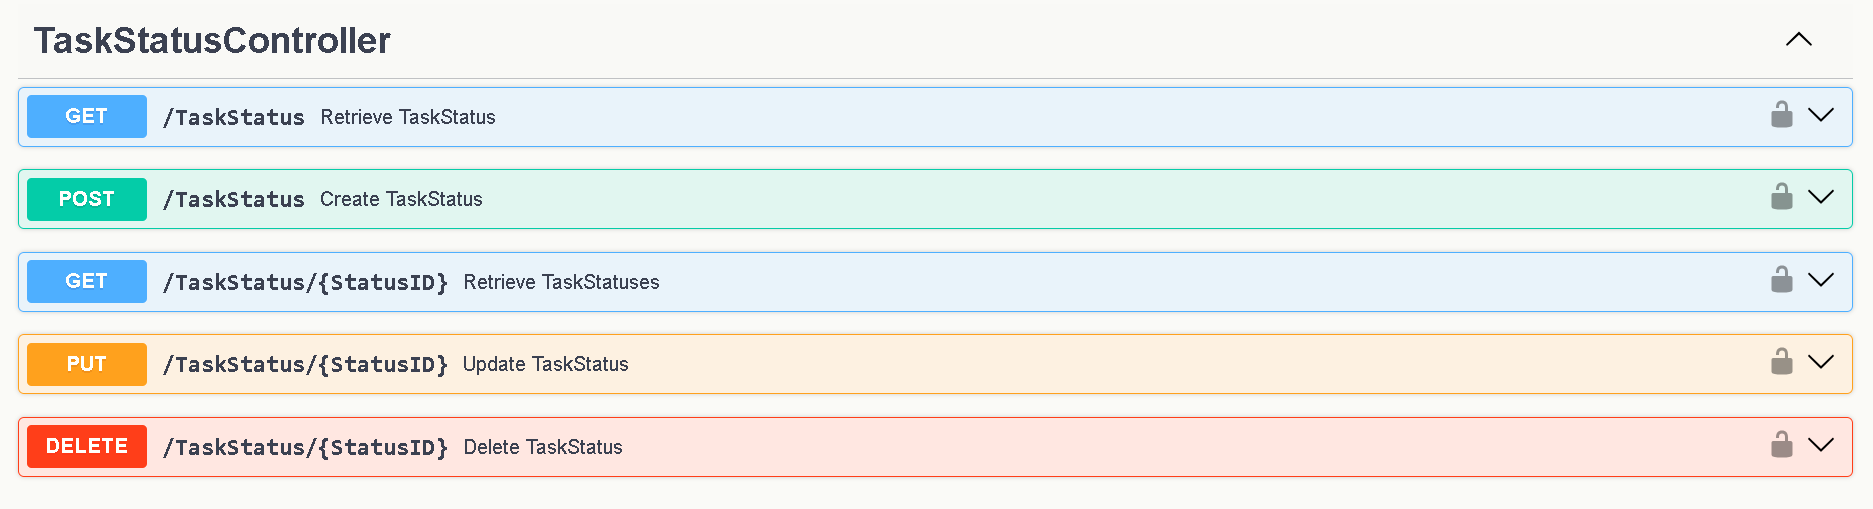 TaskStatusController
GET /TaskStatus Retrieve TaskStatus
POST /TaskStatus Create TaskStatus
GET /TaskStatus/{StatusID} Retrieve TaskStatuses
PUT /TaskStatus/{StatusID} Update TaskStatus
DELETE /TaskStatus/{StatusID} Delete TaskStatus